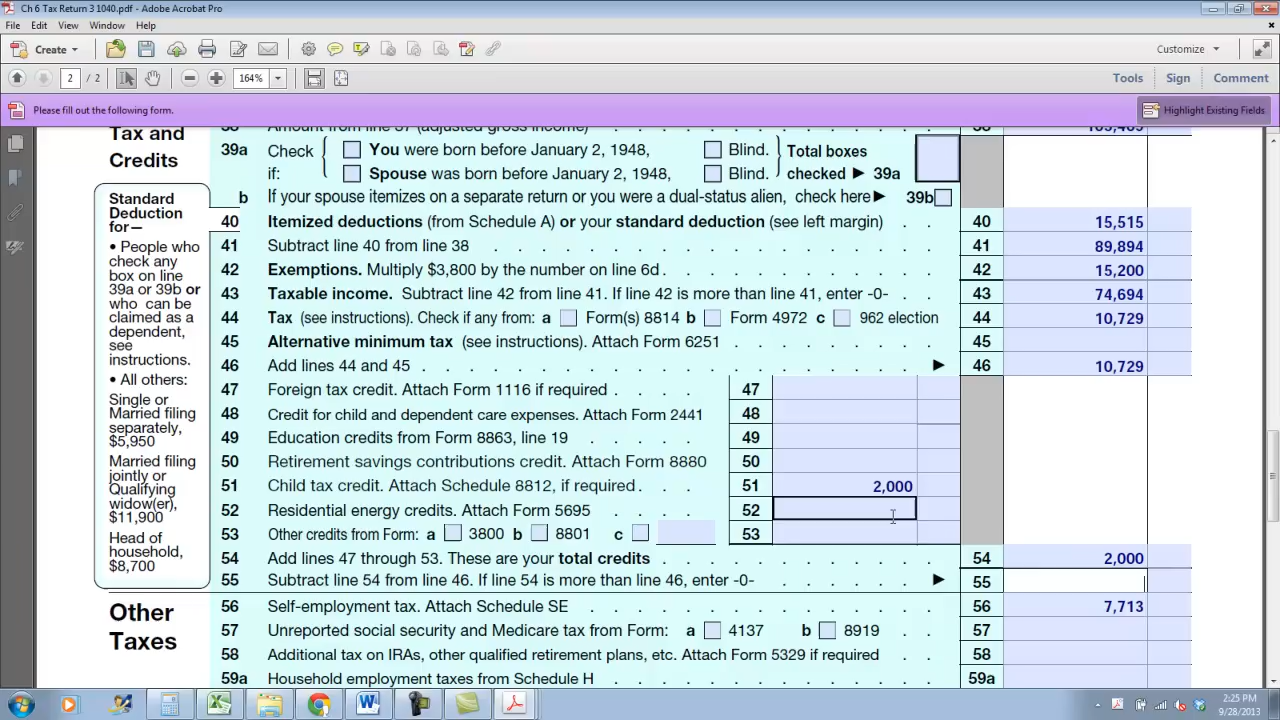 Ch 6 Tax Return 3 1040.pdf - Adobe Acrobat Pro
File Edit View Window Help
Create Customize
2 / 2 164% Tools Sign Comment
Please fill out the following form. Highlight Existing Fields
38 Amount from line 37 (adjusted gross income) . . . 38
Tax and Credits
39a Check if: You were born before January 2, 1948, Blind. Total boxes
Spouse was born before January 2, 1948, Blind. checked ► 39a
b If your spouse itemizes on a separate return or you were a dual-status alien, check here ► 39b
40 Itemized deductions (from Schedule A) or your standard deduction (see left margin) . . 40 15,515
41 Subtract line 40 from line 38 . . . 41 89,894
42 Exemptions. Multiply $3,800 by the number on line 6d . . . 42 15,200
43 Taxable income. Subtract line 42 from line 41. If line 42 is more than line 41, enter -0- . . 43 74,694
44 Tax (see instructions). Check if any from: a Form(s) 8814 b Form 4972 c 962 election 44 10,729
45 Alternative minimum tax (see instructions). Attach Form 6251 . . . 45
46 Add lines 44 and 45 . . . ► 46 10,729
47 Foreign tax credit. Attach Form 1116 if required . . . 47
48 Credit for child and dependent care expenses. Attach Form 2441 48
49 Education credits from Form 8863, line 19 . . . 49
50 Retirement savings contributions credit. Attach Form 8880 50
51 Child tax credit. Attach Schedule 8812, if required . . . 51 2,000
52 Residential energy credits. Attach Form 5695 . . . 52
53 Other credits from Form: a 3800 b 8801 c 53
54 Add lines 47 through 53. These are your total credits . . . 54 2,000
55 Subtract line 54 from line 46. If line 54 is more than line 46, enter -0- . . . ► 55
Standard
Deduction
for—
• People who
check any
box on line
39a or 39b or
who can be
claimed as a
dependent,
see
instructions.
• All others:
Single or
Married filing
separately,
$5,950
Married filing
jointly or
Qualifying
widow(er),
$11,900
Head of
household,
$8,700
Other
Taxes
56 Self-employment tax. Attach Schedule SE . . . 56 7,713
57 Unreported social security and Medicare tax from Form: a 4137 b 8919 . . 57
58 Additional tax on IRAs, other qualified retirement plans, etc. Attach Form 5329 if required . . 58
59a Household employment taxes from Schedule H 59a
2:25 PM
9/28/2013